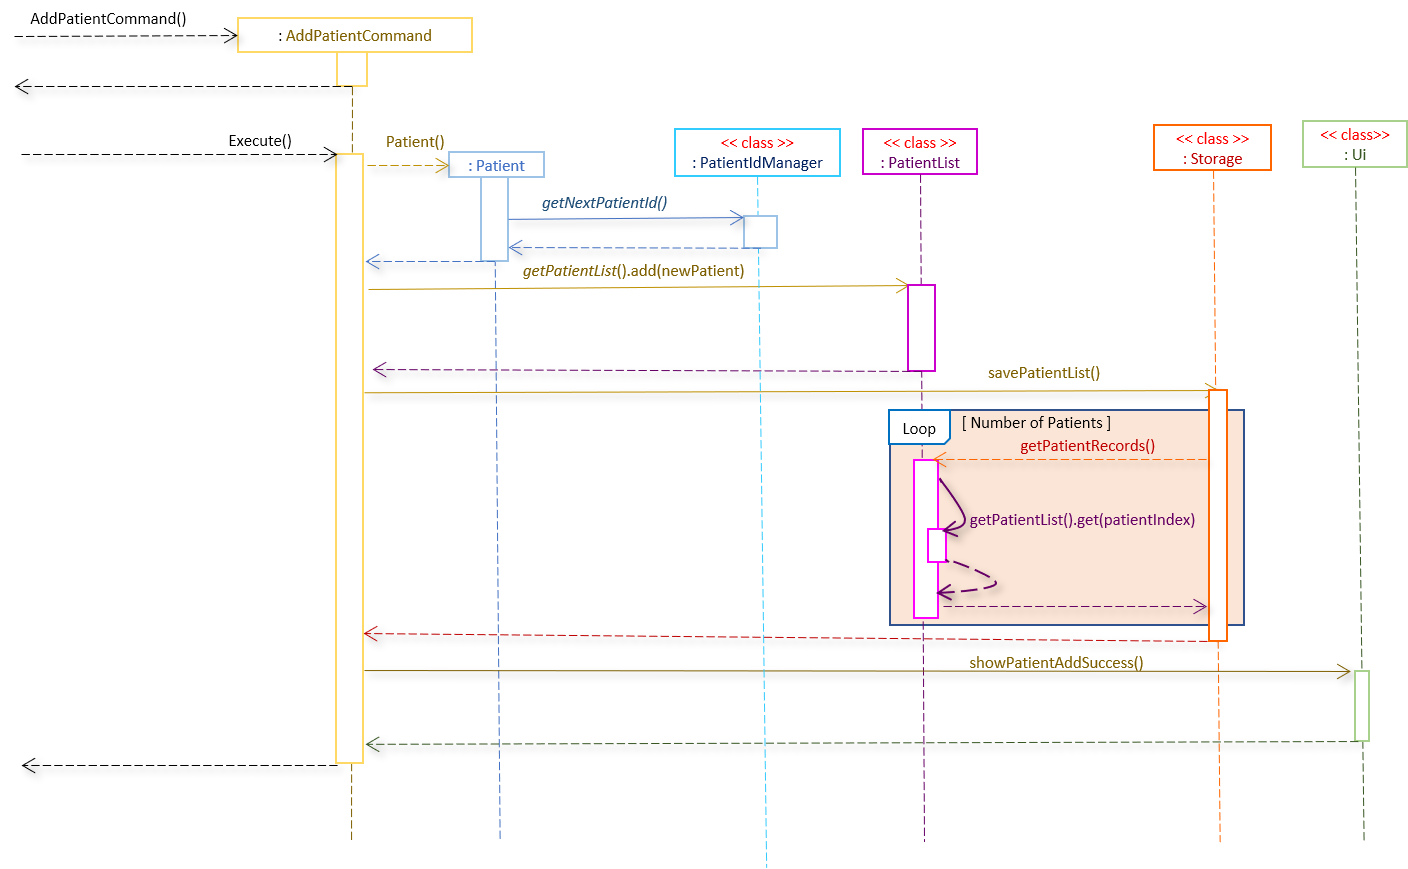 AddPatientCommand()
: AddPatientCommand
Execute()
Patient()
: Patient
<< class >>
: PatientIdManager
<< class >>
: PatientList
<< class >>
: Storage
<< class>>
: Ui
getNextPatientId()
getPatientList().add(newPatient)
savePatientList()
Loop
[ Number of Patients ]
getPatientRecords()
getPatientList().get(patientIndex)
showPatientAddSuccess()